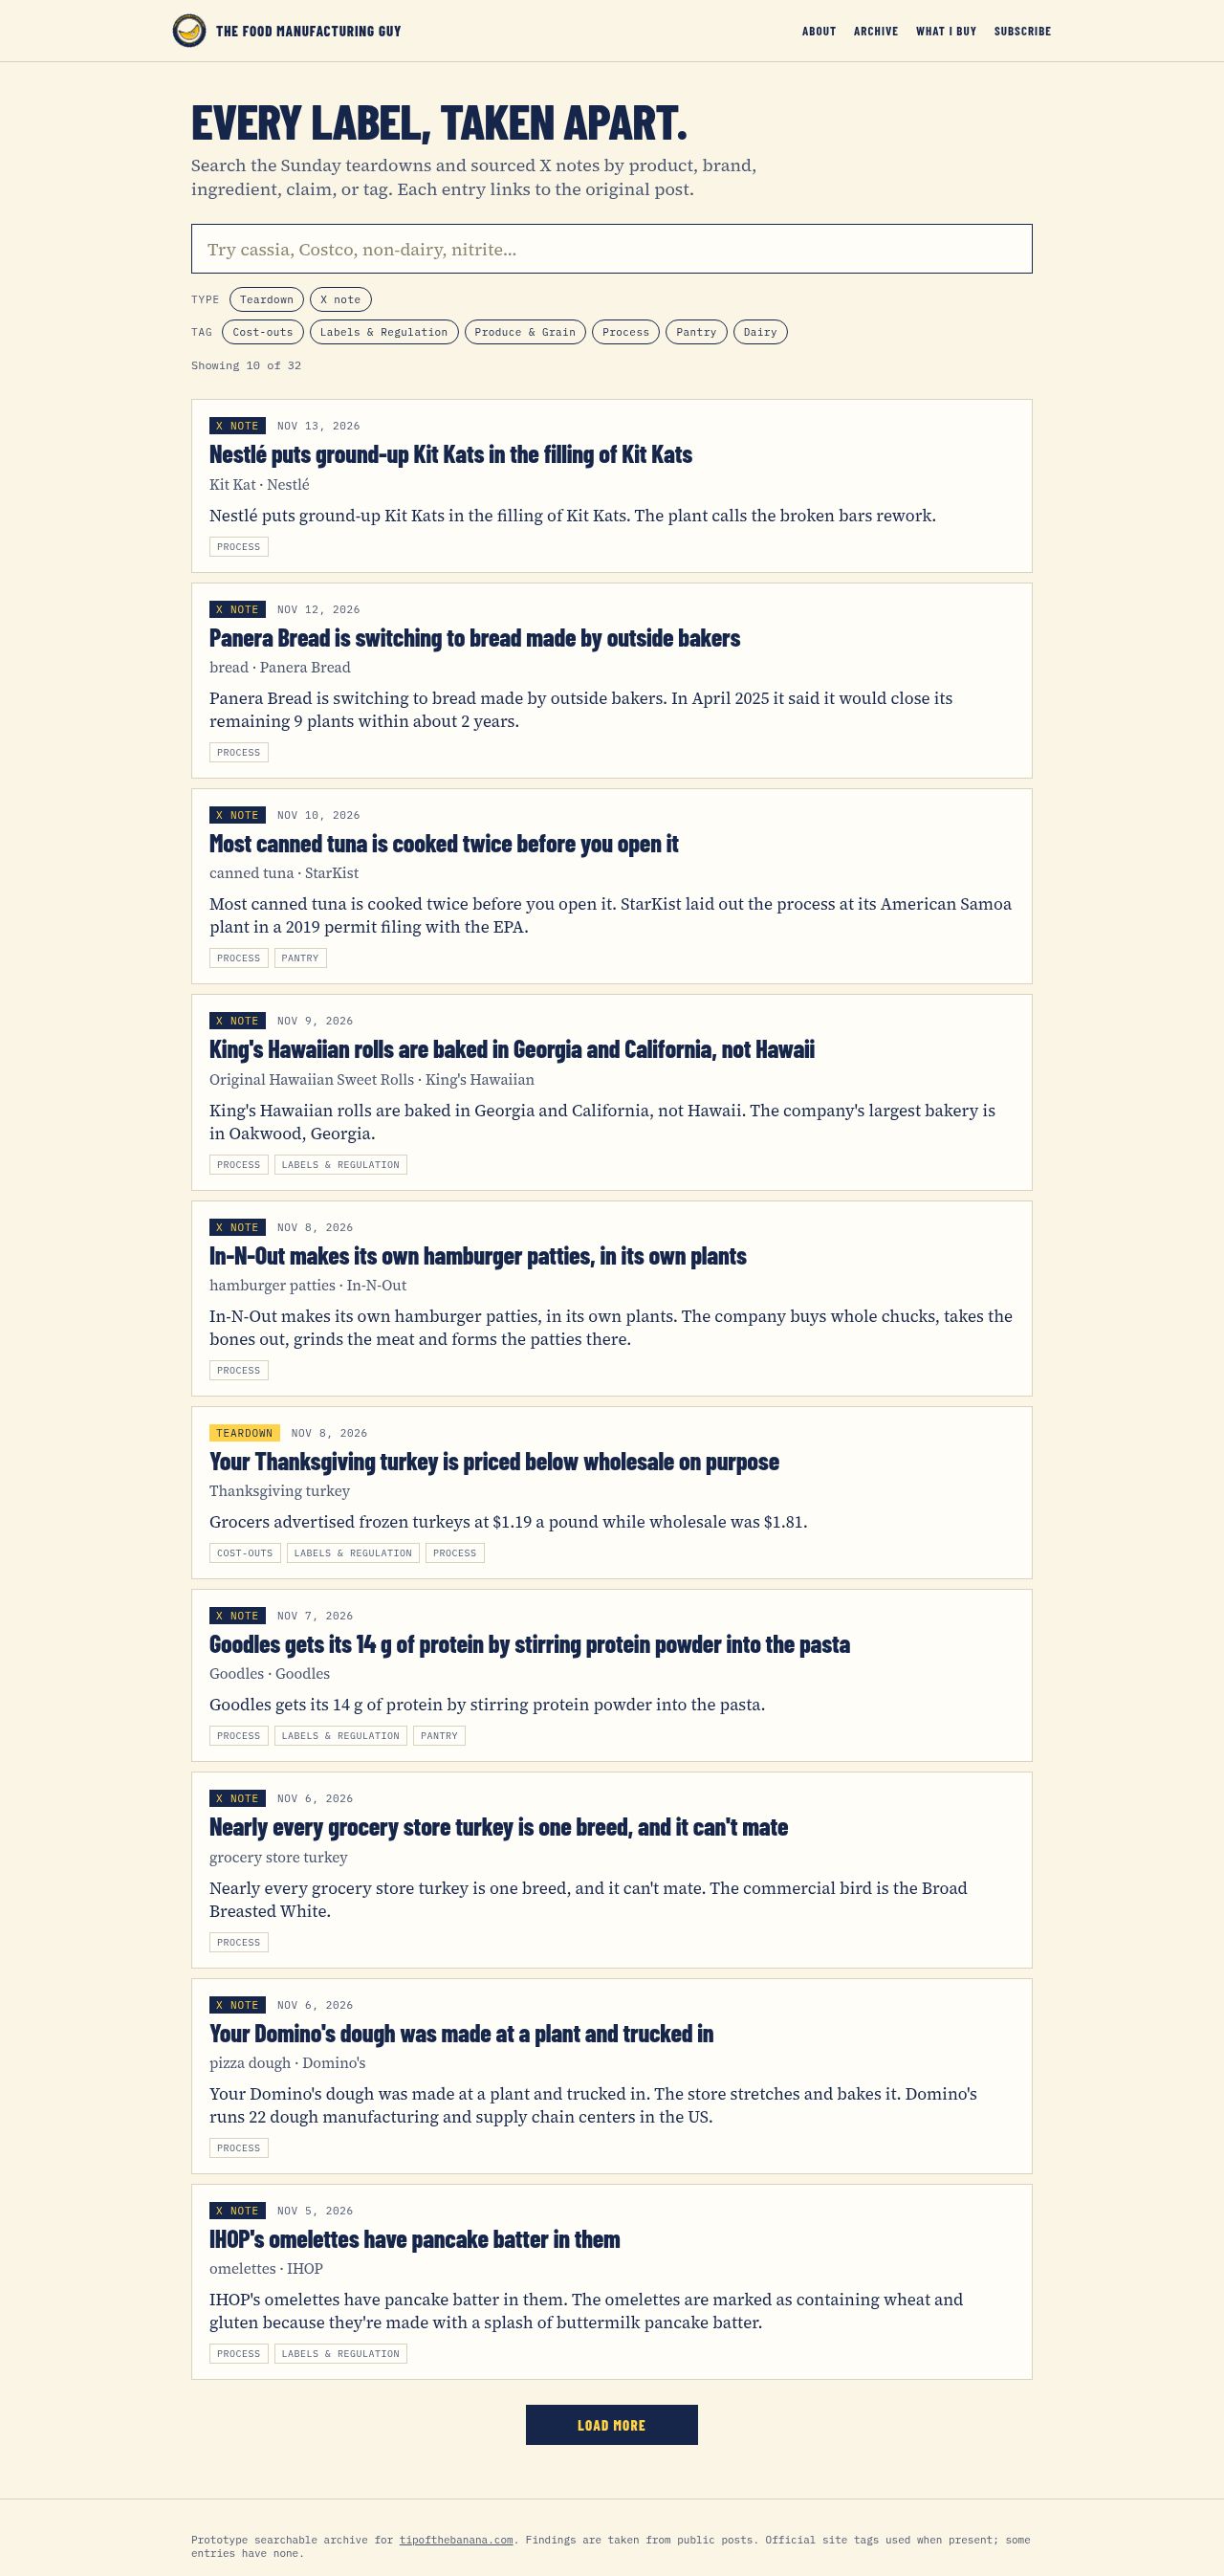 THE FOOD MANUFACTURING GUY
ABOUT ARCHIVE WHAT I BUY SUBSCRIBE
EVERY LABEL, TAKEN APART.
Search the Sunday teardowns and sourced X notes by product, brand,
ingredient, claim, or tag. Each entry links to the original post.
Try cassia, Costco, non-dairy, nitrite...
TYPE Teardown X note
TAG Cost-outs Labels & Regulation Produce & Grain Process Pantry Dairy
Showing 10 of 32
X NOTE NOV 13, 2026
Nestlé puts ground-up Kit Kats in the filling of Kit Kats
Kit Kat · Nestlé
Nestlé puts ground-up Kit Kats in the filling of Kit Kats. The plant calls the broken bars rework.
PROCESS
X NOTE NOV 12, 2026
Panera Bread is switching to bread made by outside bakers
bread · Panera Bread
Panera Bread is switching to bread made by outside bakers. In April 2025 it said it would close its
remaining 9 plants within about 2 years.
PROCESS
X NOTE NOV 10, 2026
Most canned tuna is cooked twice before you open it
canned tuna · StarKist
Most canned tuna is cooked twice before you open it. StarKist laid out the process at its American Samoa
plant in a 2019 permit filing with the EPA.
PROCESS PANTRY
X NOTE NOV 9, 2026
King's Hawaiian rolls are baked in Georgia and California, not Hawaii
Original Hawaiian Sweet Rolls · King's Hawaiian
King's Hawaiian rolls are baked in Georgia and California, not Hawaii. The company's largest bakery is
in Oakwood, Georgia.
PROCESS LABELS & REGULATION
X NOTE NOV 8, 2026
In-N-Out makes its own hamburger patties, in its own plants
hamburger patties · In-N-Out
In-N-Out makes its own hamburger patties, in its own plants. The company buys whole chucks, takes the
bones out, grinds the meat and forms the patties there.
PROCESS
TEARDOWN NOV 8, 2026
Your Thanksgiving turkey is priced below wholesale on purpose
Thanksgiving turkey
Grocers advertised frozen turkeys at $1.19 a pound while wholesale was $1.81.
COST-OUTS LABELS & REGULATION PROCESS
X NOTE NOV 7, 2026
Goodles gets its 14 g of protein by stirring protein powder into the pasta
Goodles · Goodles
Goodles gets its 14 g of protein by stirring protein powder into the pasta.
PROCESS LABELS & REGULATION PANTRY
X NOTE NOV 6, 2026
Nearly every grocery store turkey is one breed, and it can't mate
grocery store turkey
Nearly every grocery store turkey is one breed, and it can't mate. The commercial bird is the Broad
Breasted White.
PROCESS
X NOTE NOV 6, 2026
Your Domino's dough was made at a plant and trucked in
pizza dough · Domino's
Your Domino's dough was made at a plant and trucked in. The store stretches and bakes it. Domino's
runs 22 dough manufacturing and supply chain centers in the US.
PROCESS
X NOTE NOV 5, 2026
IHOP's omelettes have pancake batter in them
omelettes · IHOP
IHOP's omelettes have pancake batter in them. The omelettes are marked as containing wheat and
gluten because they're made with a splash of buttermilk pancake batter.
PROCESS LABELS & REGULATION
LOAD MORE
Prototype searchable archive for tipofthebanana.com. Findings are taken from public posts. Official site tags used when present; some
entries have none.